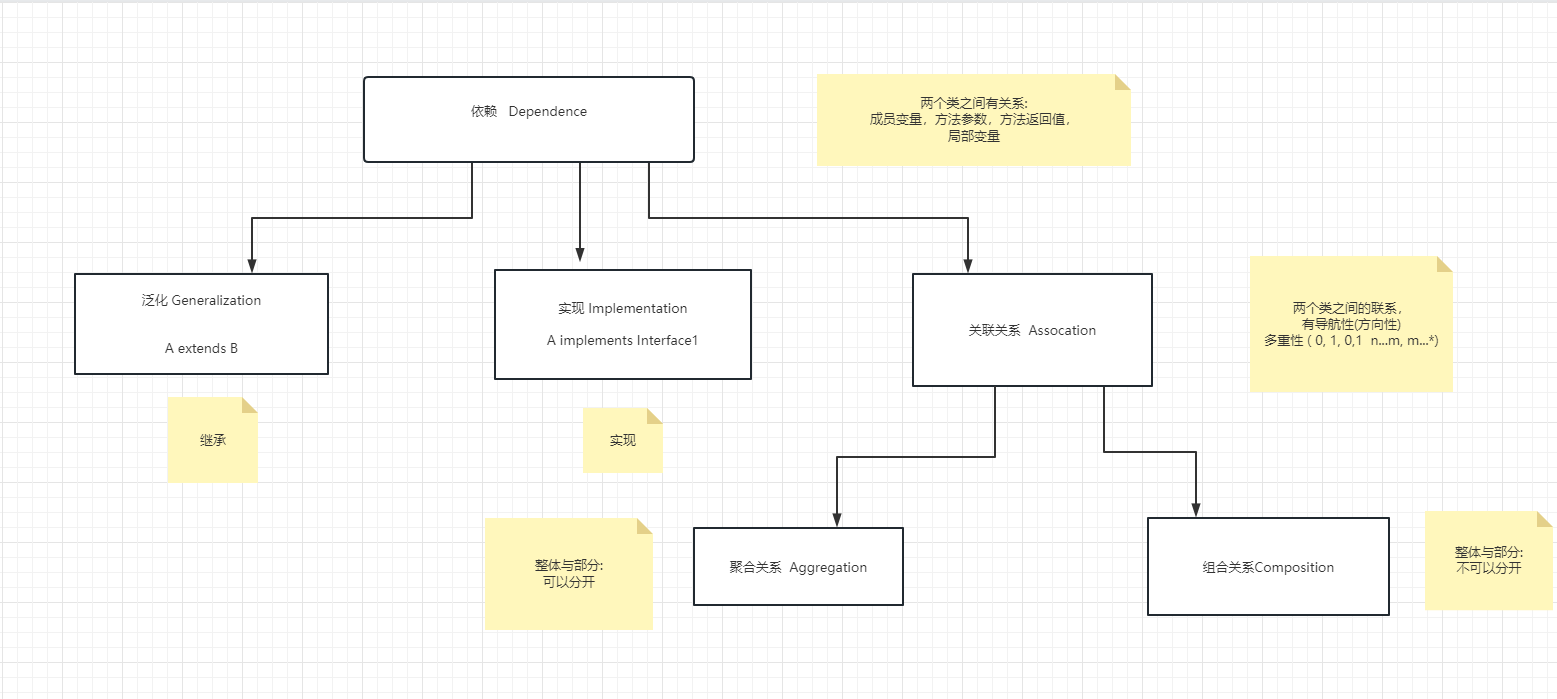 依赖   Dependence
两个类之间有关系:
成员变量，方法参数，方法返回值，
局部变量
泛化 Generalization
A extends B
实现 Implementation
A implements Interface1
关联关系  Assocation
两个类之间的联系，
有导航性(方向性)
多重性 ( 0, 1, 0,1  n...m, m...*)
继承
实现
整体与部分:
可以分开
聚合关系  Aggregation
组合关系Composition
整体与部分:
不可以分开